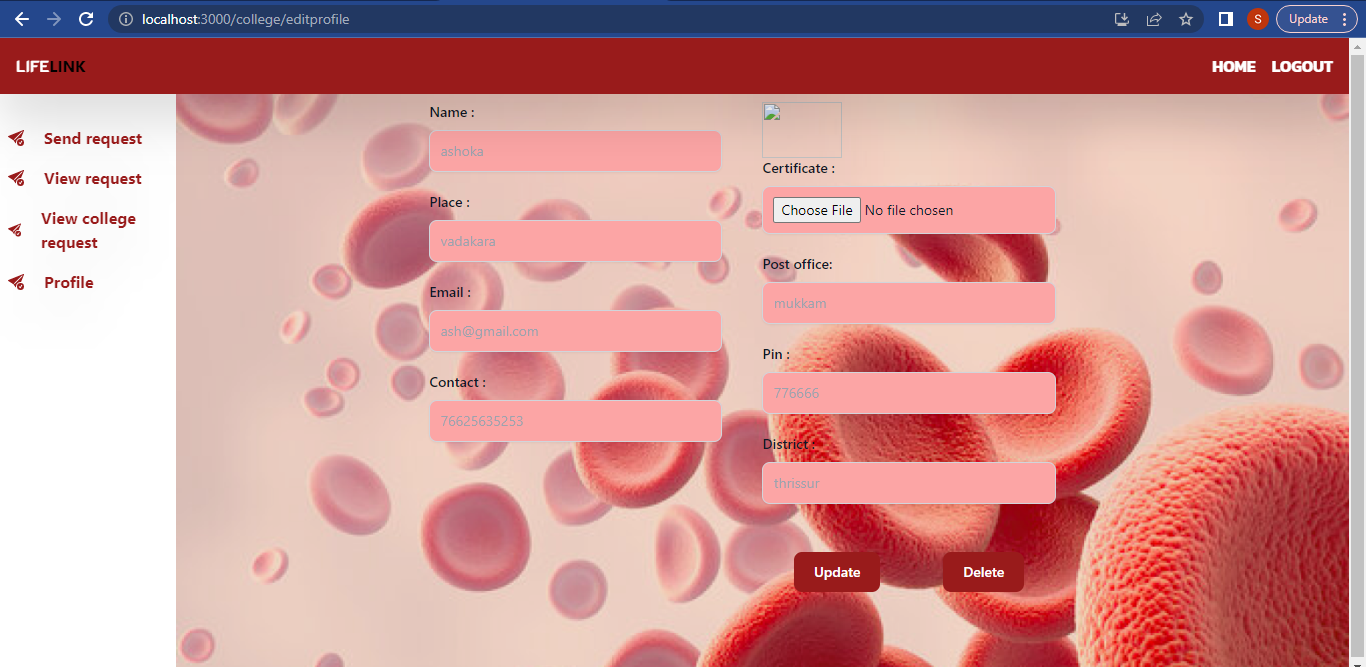 localhost:3000/college/editprofile
S
Update
LIFELINK
HOME LOGOUT
Send request
View request
View college
request
Profile
Name :
ashoka
Place :
vadakara
Email :
ash@gmail.com
Contact :
76625635253
Certificate :
Choose File No file chosen
Post office:
mukkam
Pin :
776666
District :
thrissur
Update
Delete